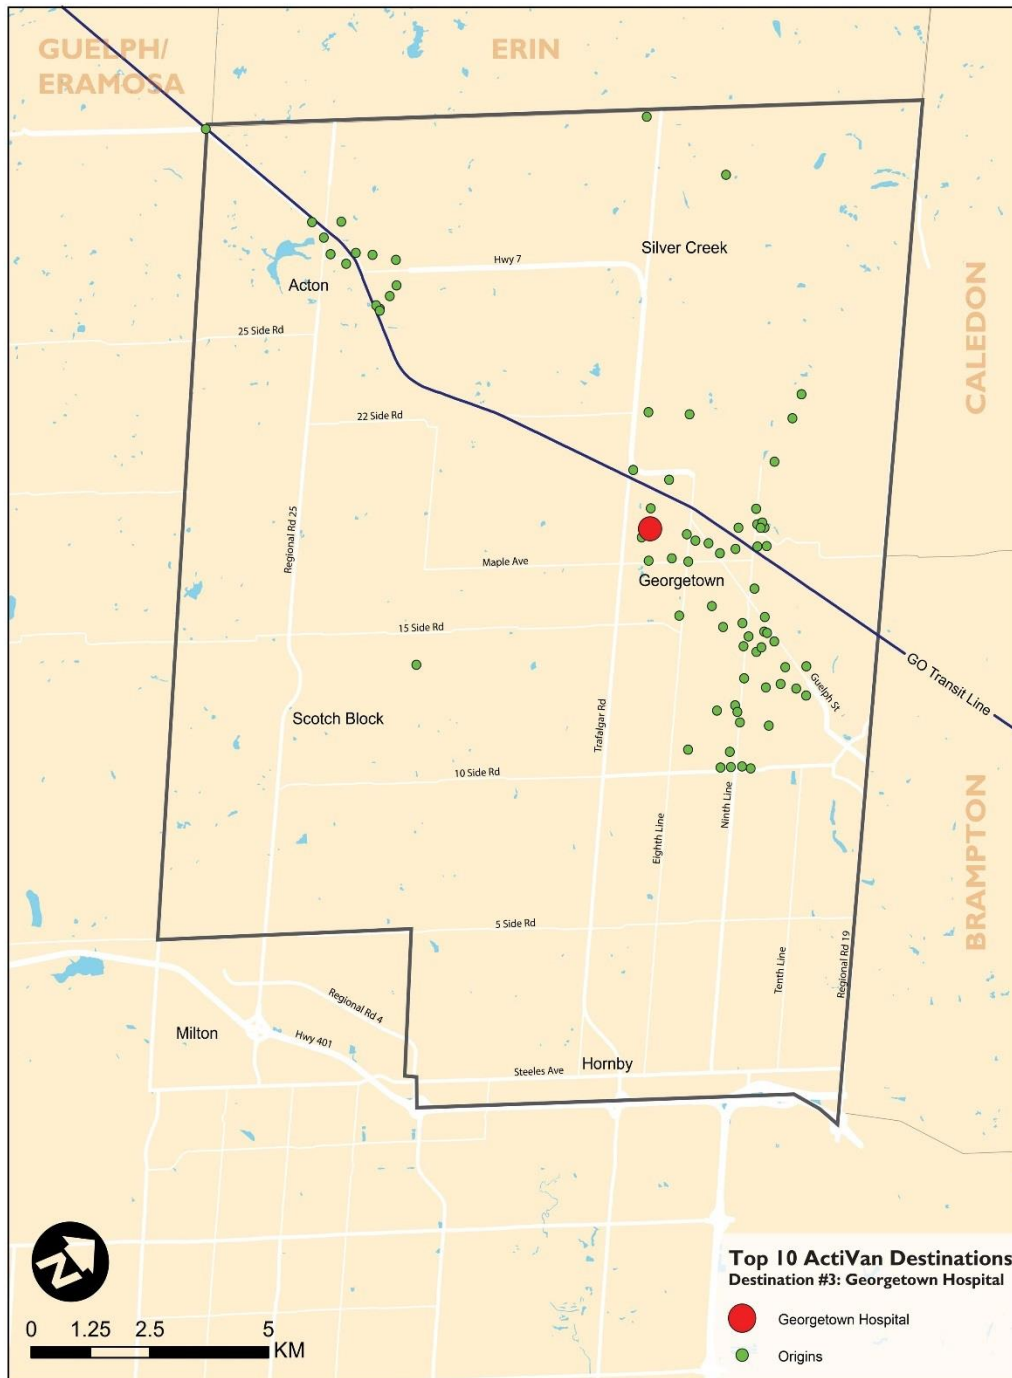 GUELPH/
ERAMOSA
ERIN
Silver Creek
Hwy 7
Acton
CALEDON
25 Side Rd
22 Side Rd
Regional Rd 25
Maple Ave
Georgetown
15 Side Rd
GO Transit Line
Guelph St
Scotch Block
Trafalgar Rd
10 Side Rd
Ninth Line
Eighth Line
BRAMPTON
5 Side Rd
Tenth Line
Regional Rd 19
Regional Rd 4
Milton
Hwy 401
Hornby
Steeles Ave
N
0 1.25 2.5 5
KM
Top 10 ActiVan Destinations
Destination #3: Georgetown Hospital
Georgetown Hospital
Origins